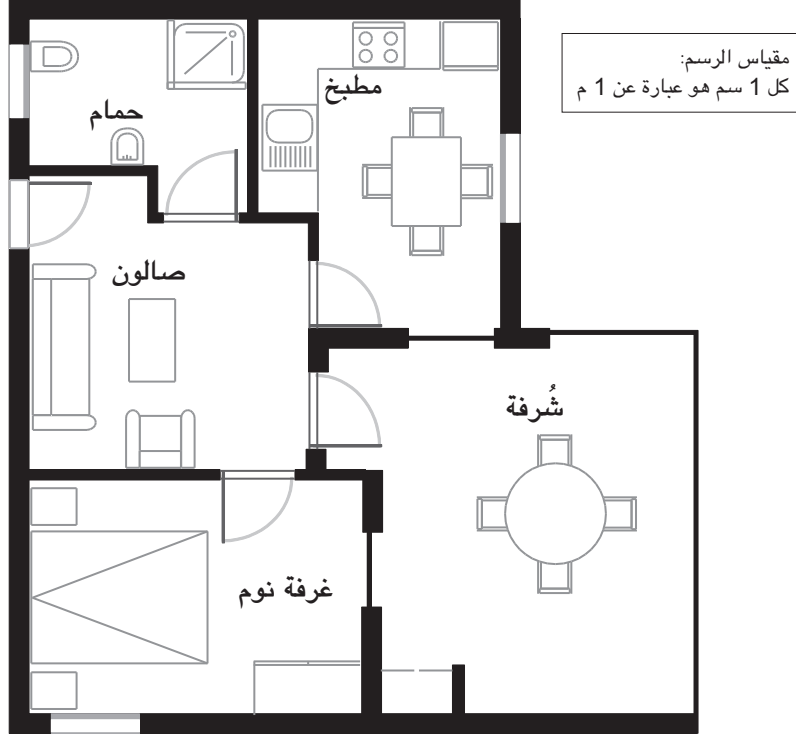 مقياس الرسم:
كل 1 سم هو عبارة عن 1 م
مطبخ
حمام
صالون
شُرفة
غرفة نوم